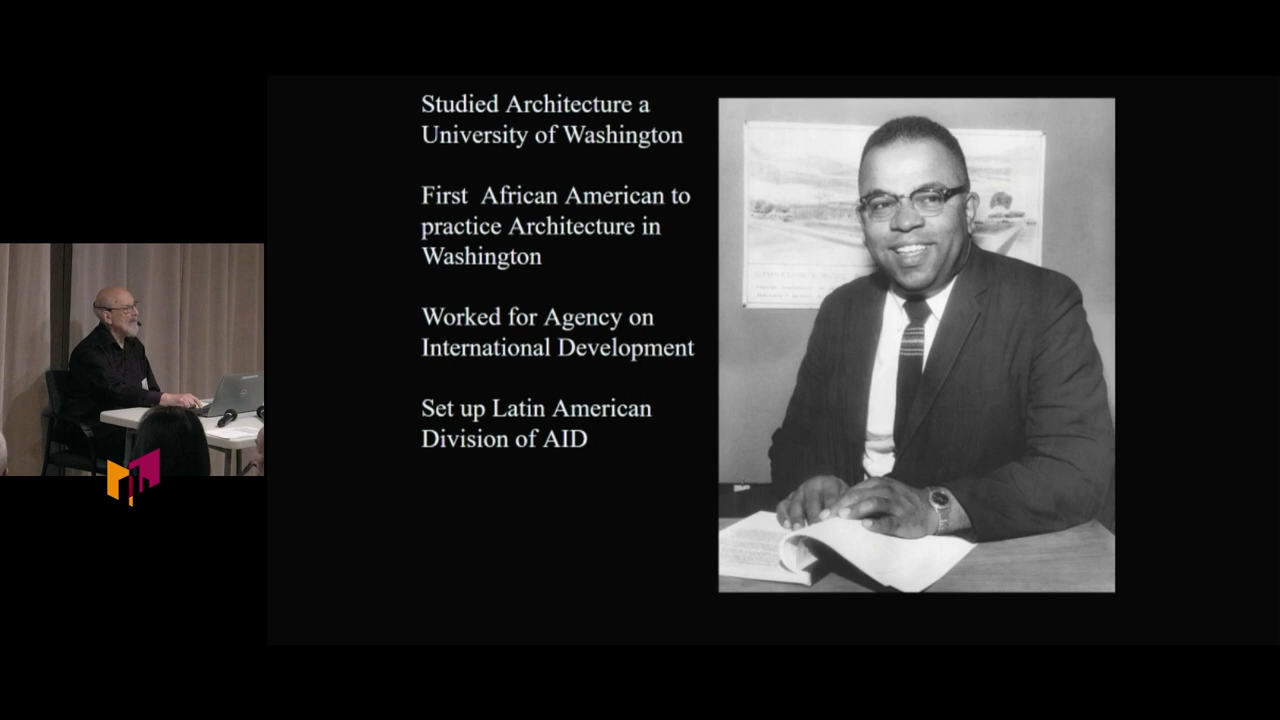 Studied Architecture a
University of Washington
First African American to
practice Architecture in
Washington
Worked for Agency on
International Development
Set up Latin American
Division of AID